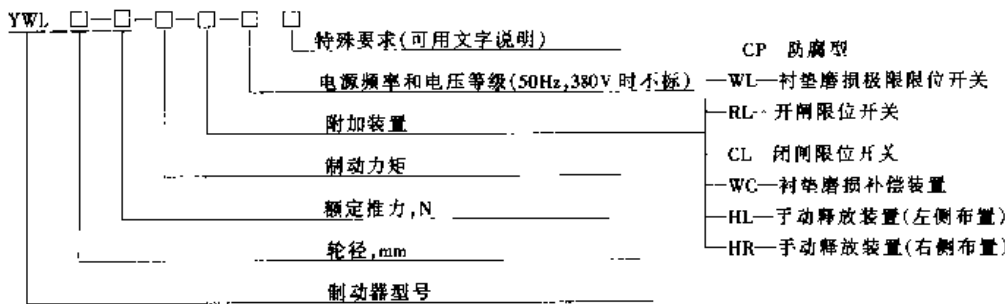 YWL □-□-□-□-□ □
特殊要求(可用文字说明)
电源频率和电压等级(50Hz,380V时不标)
附加装置
制动力矩
额定推力,N
轮径,mm
制动器型号
CP 防腐型
WL—衬垫磨损极限限位开关
RL--开闸限位开关
CL 闭闸限位开关
WC—衬垫磨损补偿装置
HL—手动释放装置(左侧布置)
HR—手动释放装置(右侧布置)